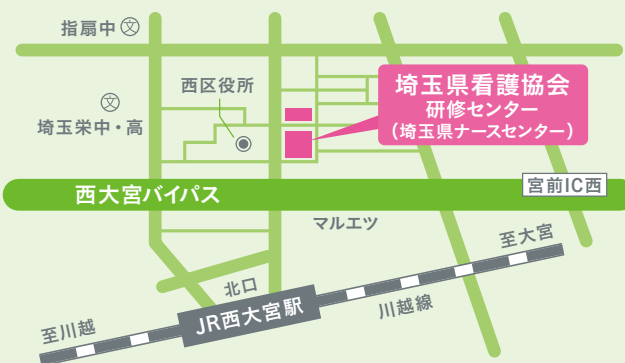 指扇中
文
西区役所
文
埼玉栄中・高
埼玉県看護協会
研修センター
（埼玉県ナースセンター）
西大宮バイパス
宮前IC西
マルエツ
至大宮
北口
川越線
JR西大宮駅
至川越